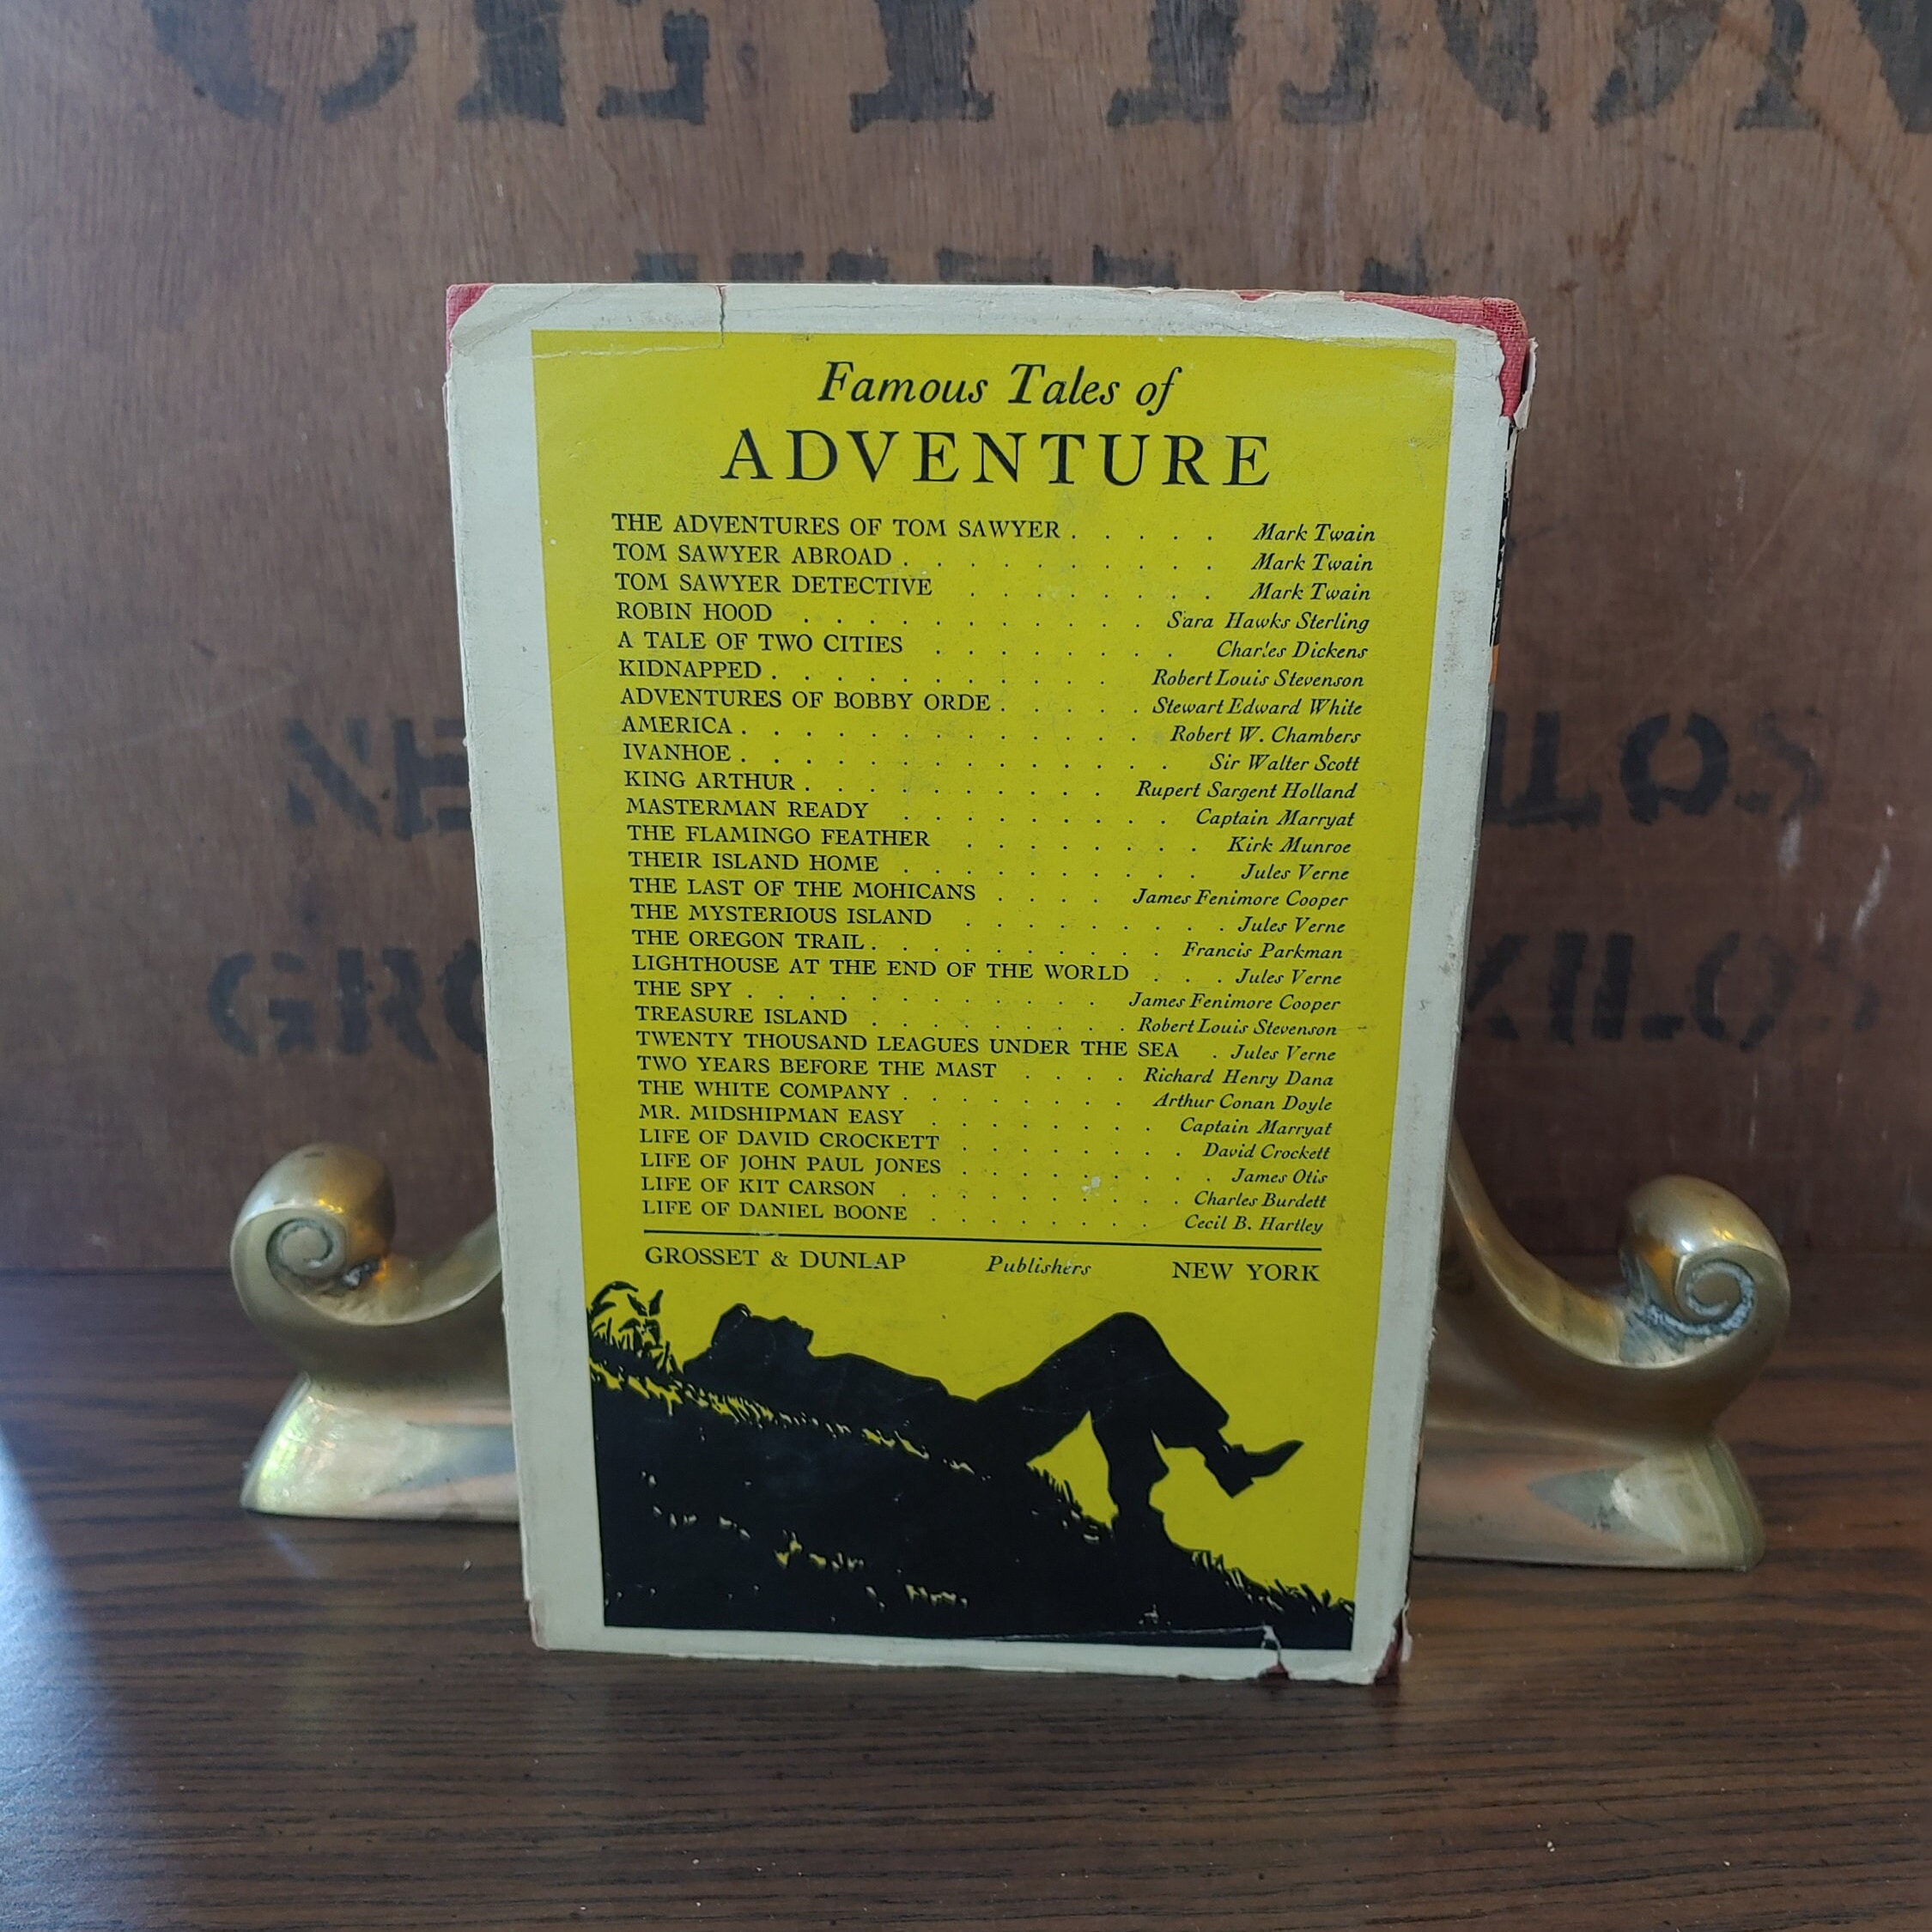 Famous Tales of
ADVENTURE
THE ADVENTURES OF TOM SAWYER . . . . . Mark Twain
TOM SAWYER ABROAD . . . . . . . . . . Mark Twain
TOM SAWYER DETECTIVE . . . . . . . . Mark Twain
ROBIN HOOD . . . . . . . . . . . Sara Hawks Sterling
A TALE OF TWO CITIES . . . . . . . . Charles Dickens
KIDNAPPED . . . . . . . . . . . Robert Louis Stevenson
ADVENTURES OF BOBBY ORDE . . . . . Stewart Edward White
AMERICA . . . . . . . . . . . . . Robert W. Chambers
IVANHOE . . . . . . . . . . . . . . Sir Walter Scott
KING ARTHUR . . . . . . . . . . Rupert Sargent Holland
MASTERMAN READY . . . . . . . . . Captain Marryat
THE FLAMINGO FEATHER . . . . . . . . Kirk Munroe
THEIR ISLAND HOME . . . . . . . . . . Jules Verne
THE LAST OF THE MOHICANS . . . . James Fenimore Cooper
THE MYSTERIOUS ISLAND . . . . . . . . . Jules Verne
THE OREGON TRAIL . . . . . . . . . Francis Parkman
LIGHTHOUSE AT THE END OF THE WORLD . . . Jules Verne
THE SPY . . . . . . . . . . . James Fenimore Cooper
TREASURE ISLAND . . . . . . . . . Robert Louis Stevenson
TWENTY THOUSAND LEAGUES UNDER THE SEA . Jules Verne
TWO YEARS BEFORE THE MAST . . . . Richard Henry Dana
THE WHITE COMPANY . . . . . . . . Arthur Conan Doyle
MR. MIDSHIPMAN EASY . . . . . . . . Captain Marryat
LIFE OF DAVID CROCKETT . . . . . . . . David Crockett
LIFE OF JOHN PAUL JONES . . . . . . . . James Otis
LIFE OF KIT CARSON . . . . . . . . . . Charles Burdett
LIFE OF DANIEL BOONE . . . . . . . . Cecil B. Hartley
GROSSET & DUNLAP Publishers NEW YORK